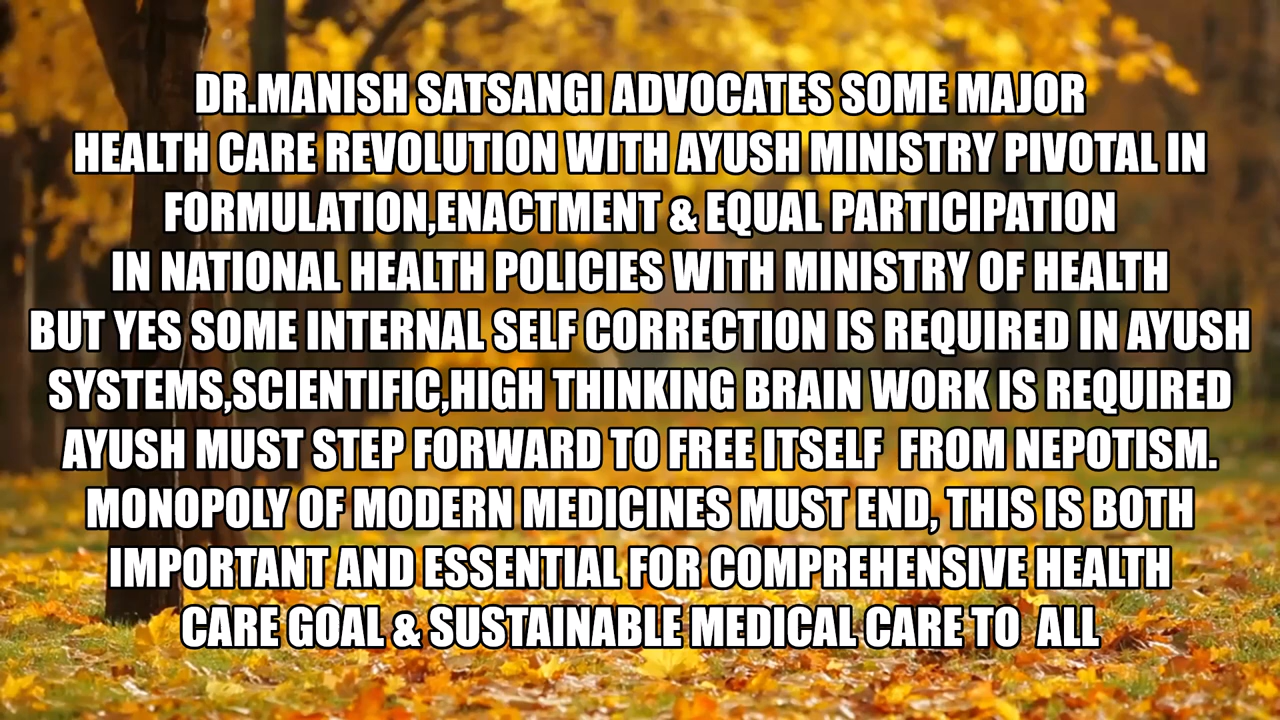 DR.MANISH SATSANGI ADVOCATES SOME MAJOR
HEALTH CARE REVOLUTION WITH AYUSH MINISTRY PIVOTAL IN
FORMULATION,ENACTMENT & EQUAL PARTICIPATION
IN NATIONAL HEALTH POLICIES WITH MINISTRY OF HEALTH
BUT YES SOME INTERNAL SELF CORRECTION IS REQUIRED IN AYUSH
SYSTEMS,SCIENTIFIC,HIGH THINKING BRAIN WORK IS REQUIRED
AYUSH MUST STEP FORWARD TO FREE ITSELF  FROM NEPOTISM.
MONOPOLY OF MODERN MEDICINES MUST END, THIS IS BOTH
IMPORTANT AND ESSENTIAL FOR COMPREHENSIVE HEALTH
CARE GOAL & SUSTAINABLE MEDICAL CARE TO  ALL